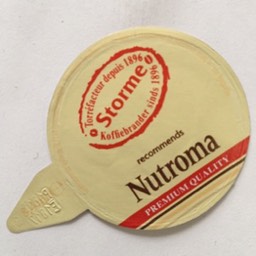 Torréfacteur depuis 1896
Storme
Koffiebrander sinds 1896
recommends
Nutroma
PREMIUM QUALITY